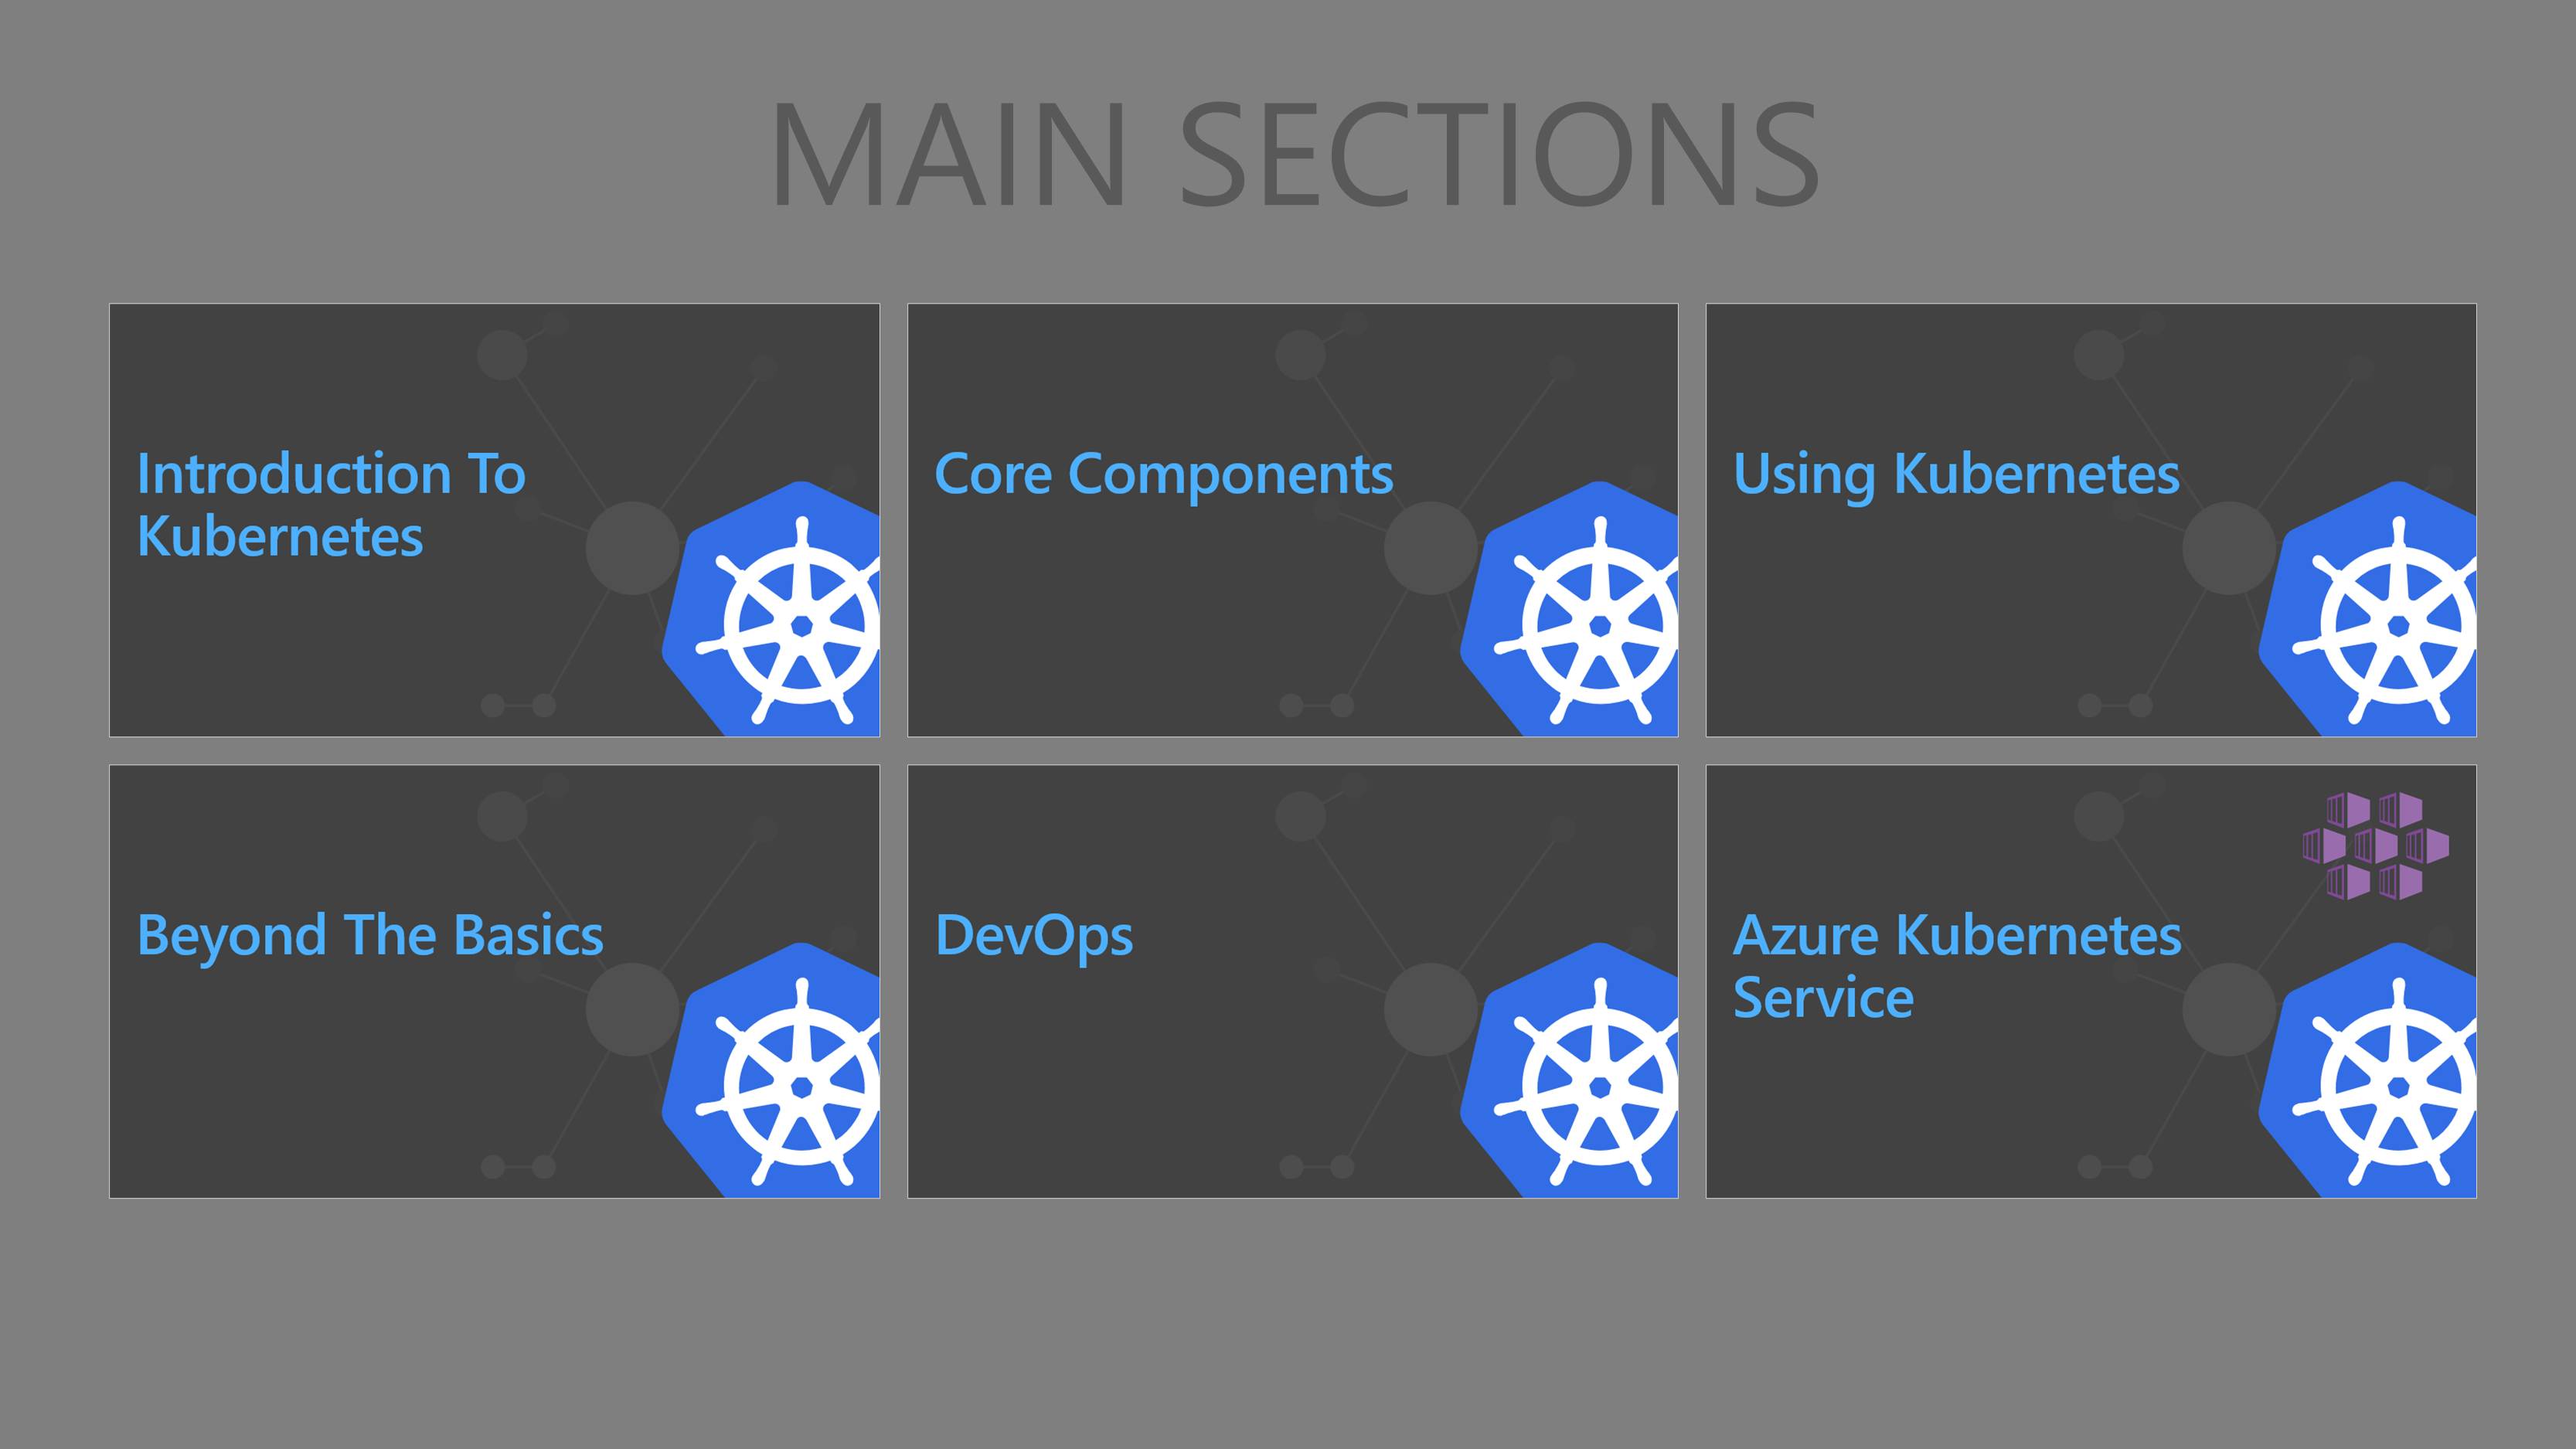 MAIN SECTIONS
Introduction To
Kubernetes
Core Components
Using Kubernetes
Beyond The Basics
DevOps
Azure Kubernetes
Service